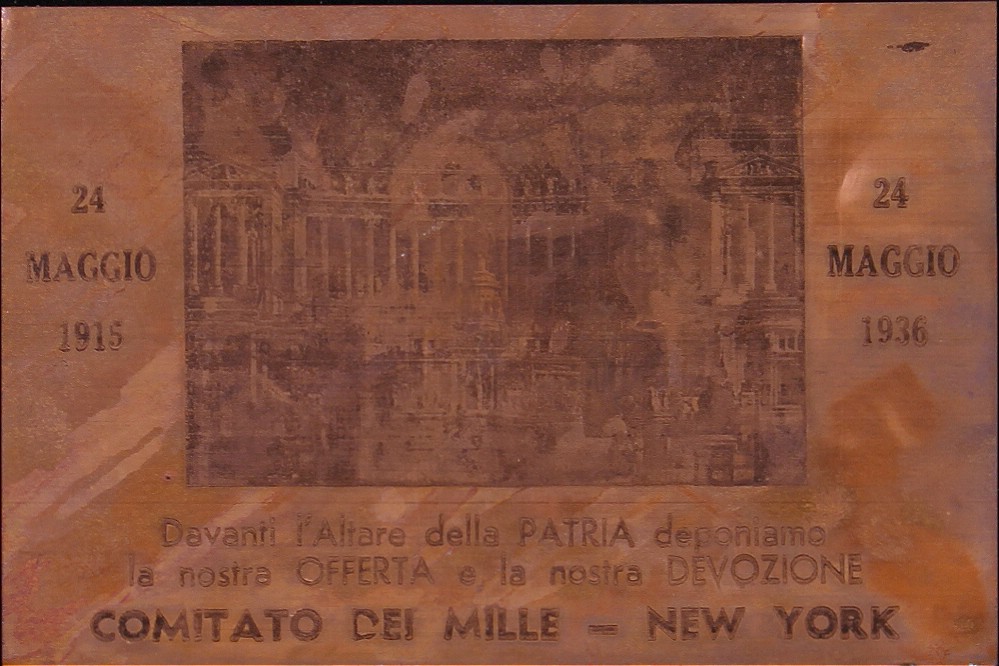 24
MAGGIO
1915
24
MAGGIO
1936
Davanti l'Altare della PATRIA deponiamo
la nostra OFFERTA e la nostra DEVOZIONE
COMITATO DEI MILLE = NEW YORK